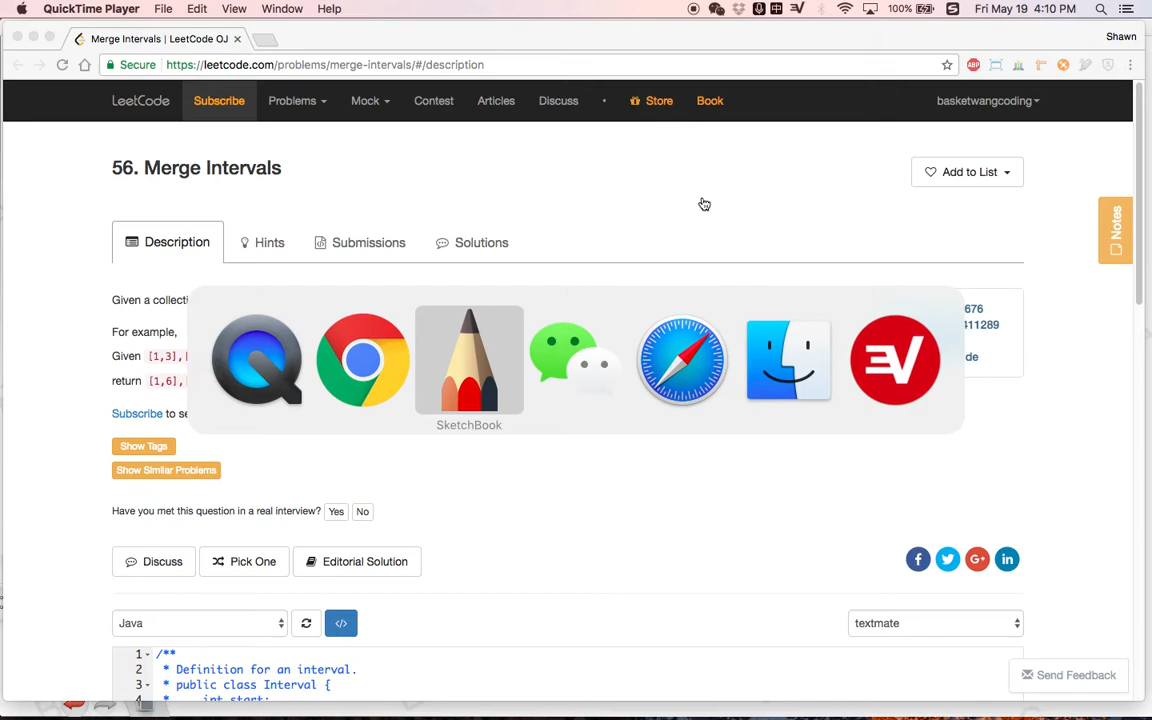 QuickTime Player File Edit View Window Help
100% Fri May 19 4:10 PM
Merge Intervals | LeetCode OJ
Shawn
Secure https://leetcode.com/problems/merge-intervals/#/description
LeetCode Subscribe Problems Mock Contest Articles Discuss • Store Book basketwangcoding
56. Merge Intervals
Add to List
Notes
Description Hints Submissions Solutions
Given a collecti
676
For example,
411289
Given [1,3],
de
return [1,6],
Subscribe to se
SketchBook
Show Tags
Show Similar Problems
Have you met this question in a real interview? Yes No
Discuss Pick One Editorial Solution
Java </> textmate
1 /**
2 * Definition for an interval.
3 * public class Interval {
4 int start;
Send Feedback